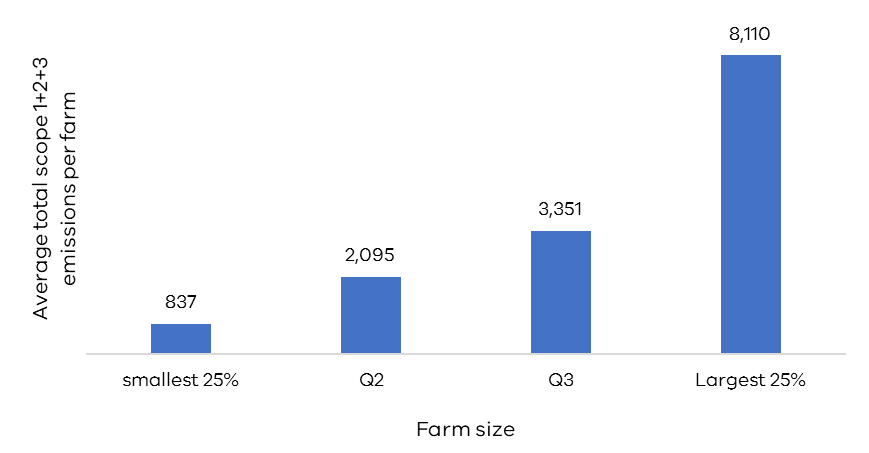 Average total scope 1+2+3
emissions per farm
8,110
3,351
2,095
837
smallest 25%
Q2
Q3
Largest 25%
Farm size